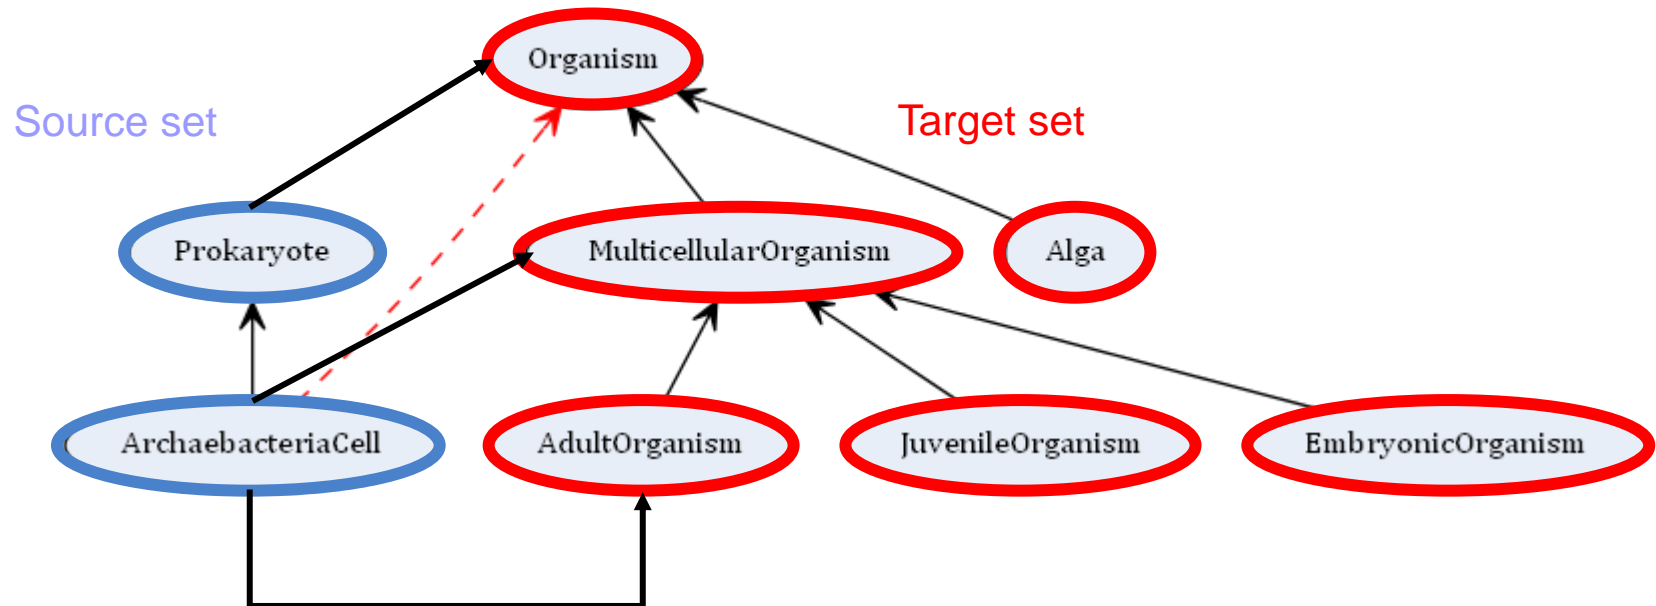 Organism
Source set
Target set
Prokaryote
MulticellularOrganism
Alga
ArchaebacteriaCell
AdultOrganism
JuvenileOrganism
EmbryonicOrganism